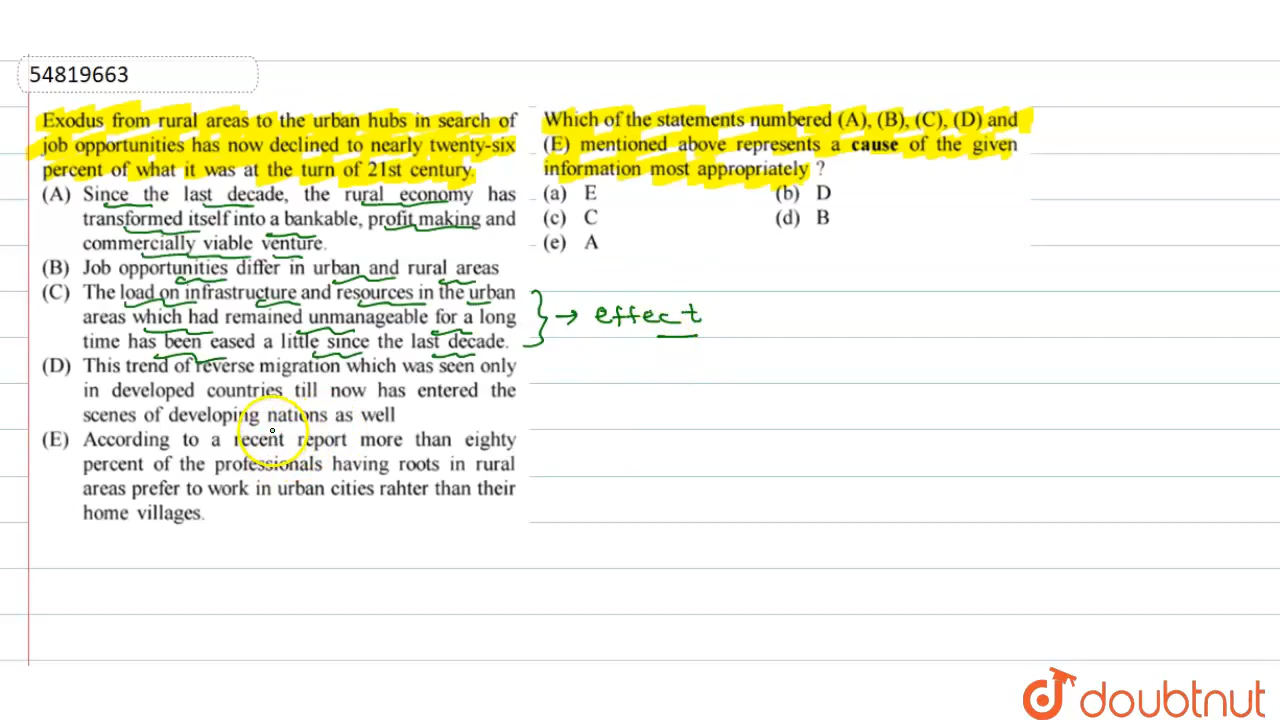 54819663
Exodus from rural areas to the urban hubs in search of
job opportunities has now declined to nearly twenty-six
percent of what it was at the turn of 21st century.
(A) Since the last decade, the rural economy has
transformed itself into a bankable, profit making and
commercially viable venture.
(B) Job opportunities differ in urban and rural areas
(C) The load on infrastructure and resources in the urban
areas which had remained unmanageable for a long
time has been eased a little since the last decade.
(D) This trend of reverse migration which was seen only
in developed countries till now has entered the
scenes of developing nations as well
(E) According to a recent report more than eighty
percent of the professionals having roots in rural
areas prefer to work in urban cities rahter than their
home villages.
Which of the statements numbered (A), (B), (C), (D) and
(E) mentioned above represents a cause of the given
information most appropriately ?
(a) E (b) D
(c) C (d) B
(e) A
→ effect
doubtnut